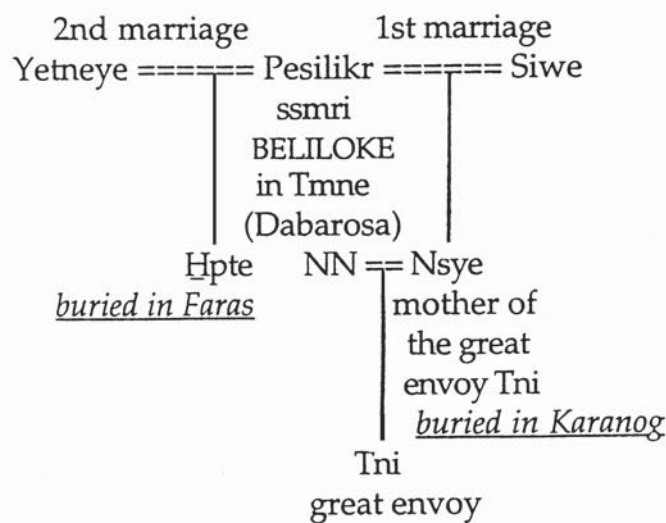 2nd marriage 1st marriage
Yetneye ====== Pesilikr ====== Siwe
ssmri
BELILOKE
in Tmne
(Dabarosa)
H̱pte NN == Nsye
buried in Faras mother of
the great
envoy Tni
buried in Karanog
Tni
great envoy